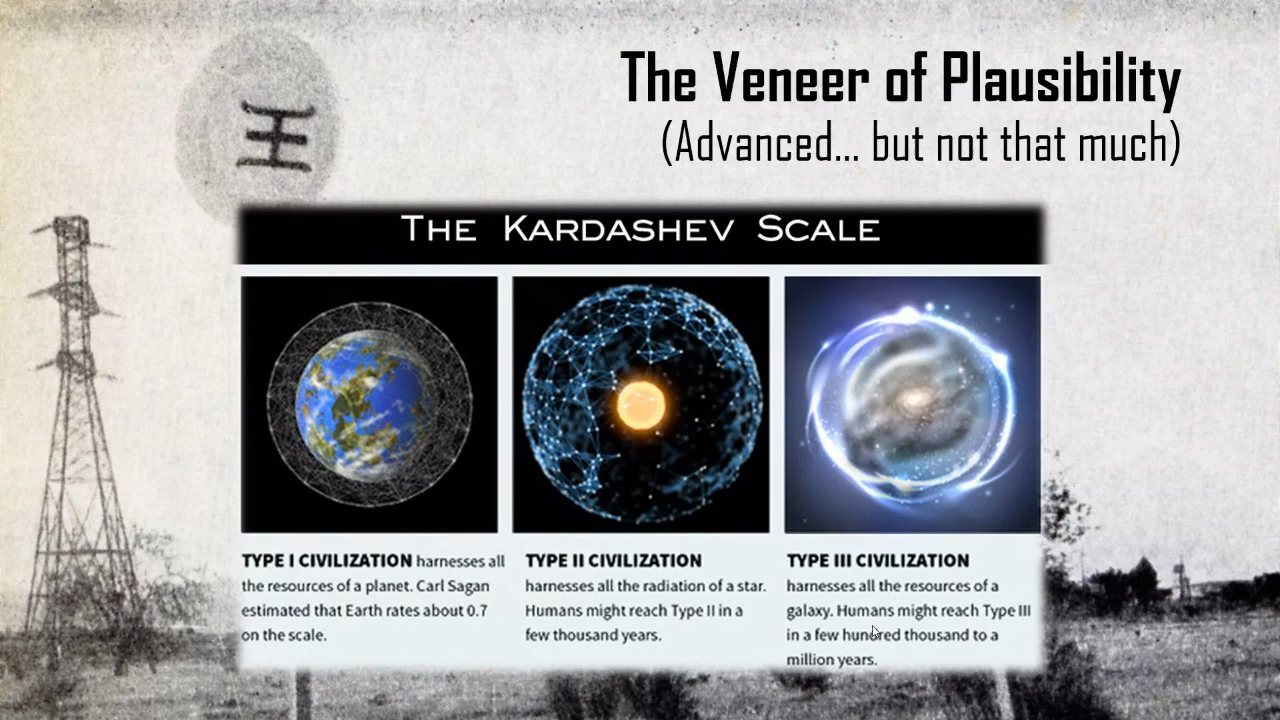 The Veneer of Plausibility
(Advanced... but not that much)
THE KARDASHEV SCALE
TYPE I CIVILIZATION harnesses all
the resources of a planet. Carl Sagan
estimated that Earth rates about 0.7
on the scale.
TYPE II CIVILIZATION
harnesses all the radiation of a star.
Humans might reach Type II in a
few thousand years.
TYPE III CIVILIZATION
harnesses all the resources of a
galaxy. Humans might reach Type III
in a few hundred thousand to a
million years.